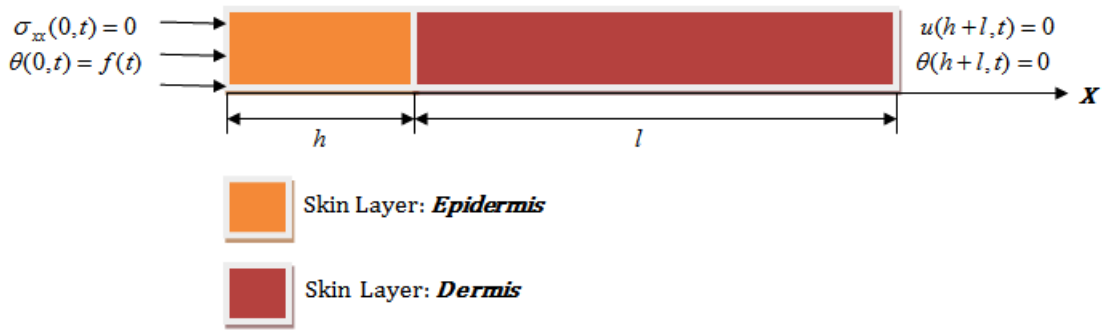 σxx(0,t) = 0
θ(0,t) = f(t)
u(h+l,t) = 0
θ(h+l,t) = 0
X
h
l
Skin Layer: Epidermis
Skin Layer: Dermis